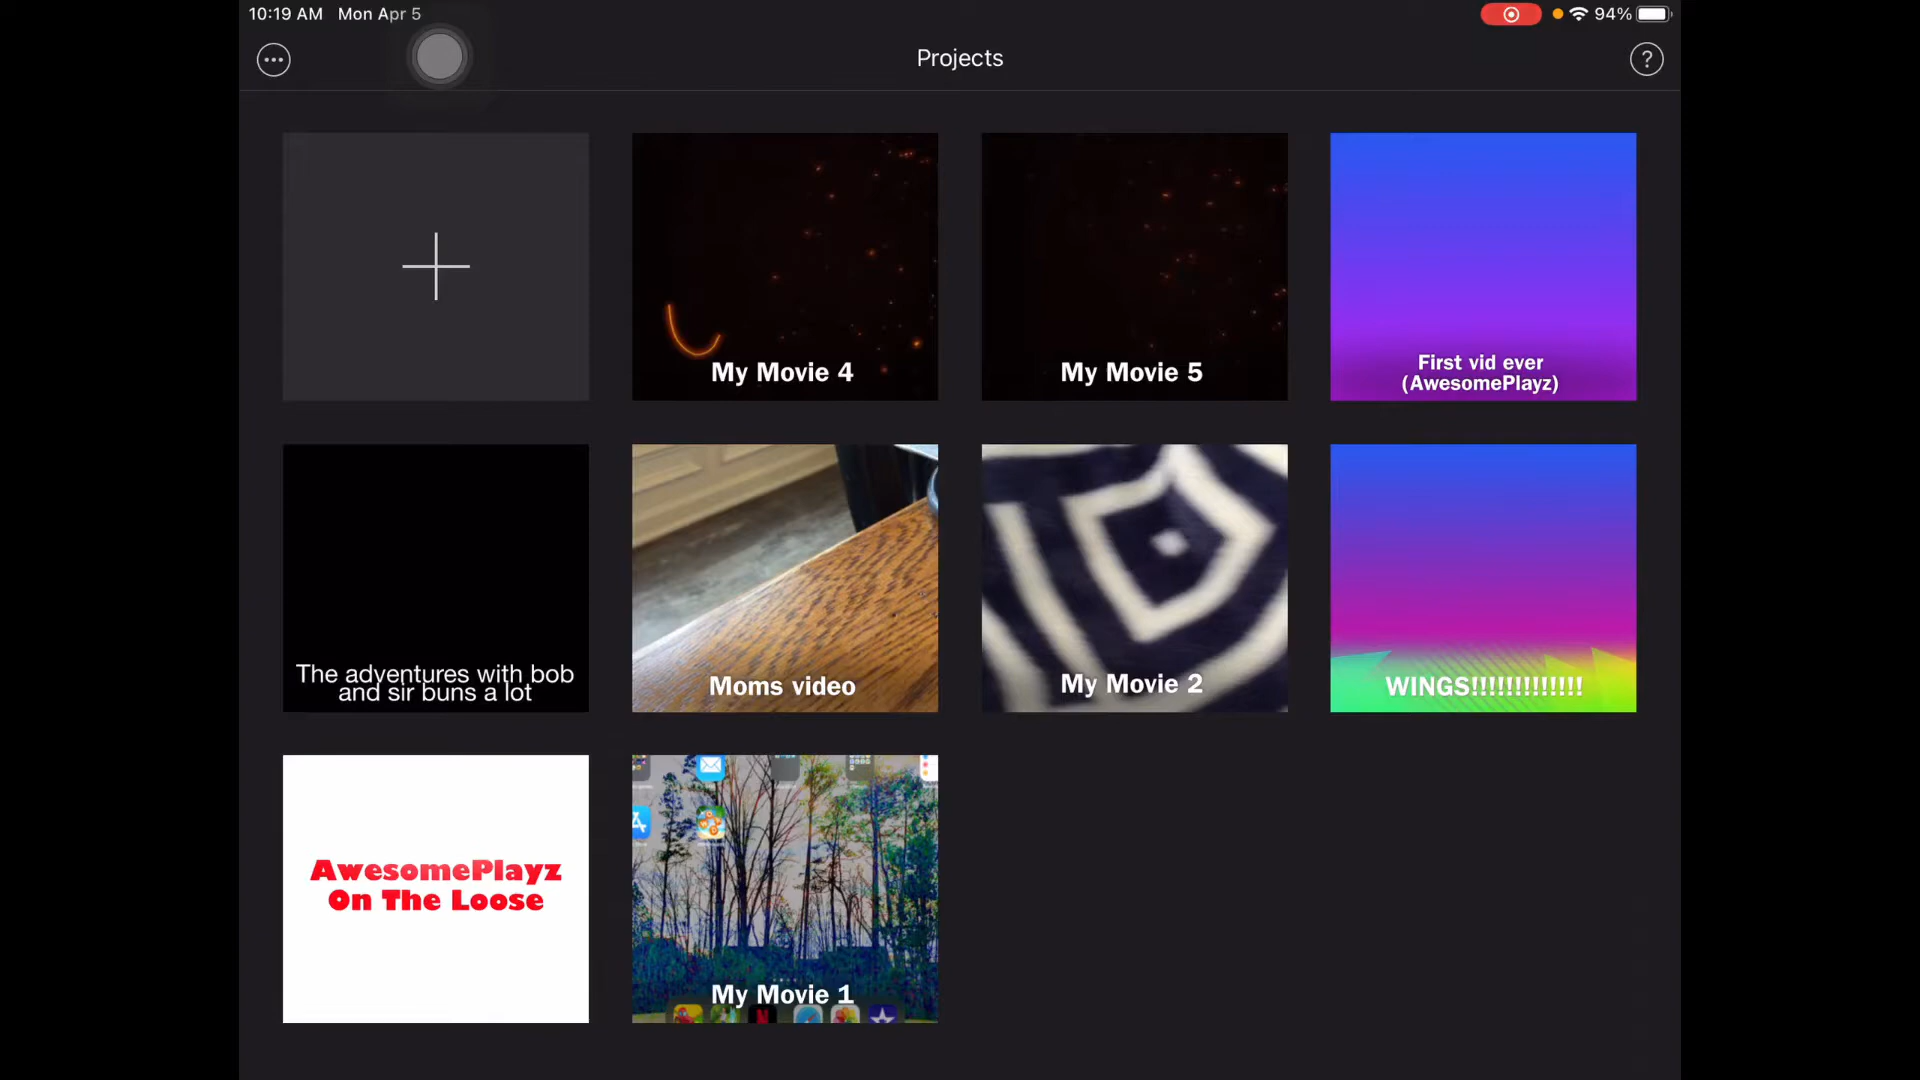 10:19 AM Mon Apr 5
94%
Projects
?
My Movie 4
My Movie 5
First vid ever
(AwesomePlayz)
The adventures with bob
and sir buns a lot
Moms video
My Movie 2
WINGS!!!!!!!!!!!!!
AwesomePlayz
On The Loose
My Movie 1